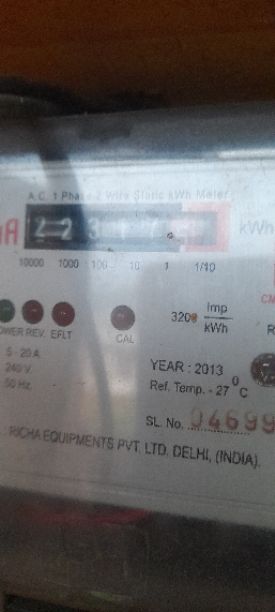 A.C. 1 Phase 2 Wire Static kWh Meter
kWh
10000 1000 100 10 1 1/10
3200 Imp
kWh
POWER REV. EFLT
CAL
5 - 20 A
240 V.
50 Hz.
YEAR : 2013
Ref. Temp. - 27 °C
SL. No. 04699
: RICHA EQUIPMENTS PVT. LTD. DELHI, (INDIA).